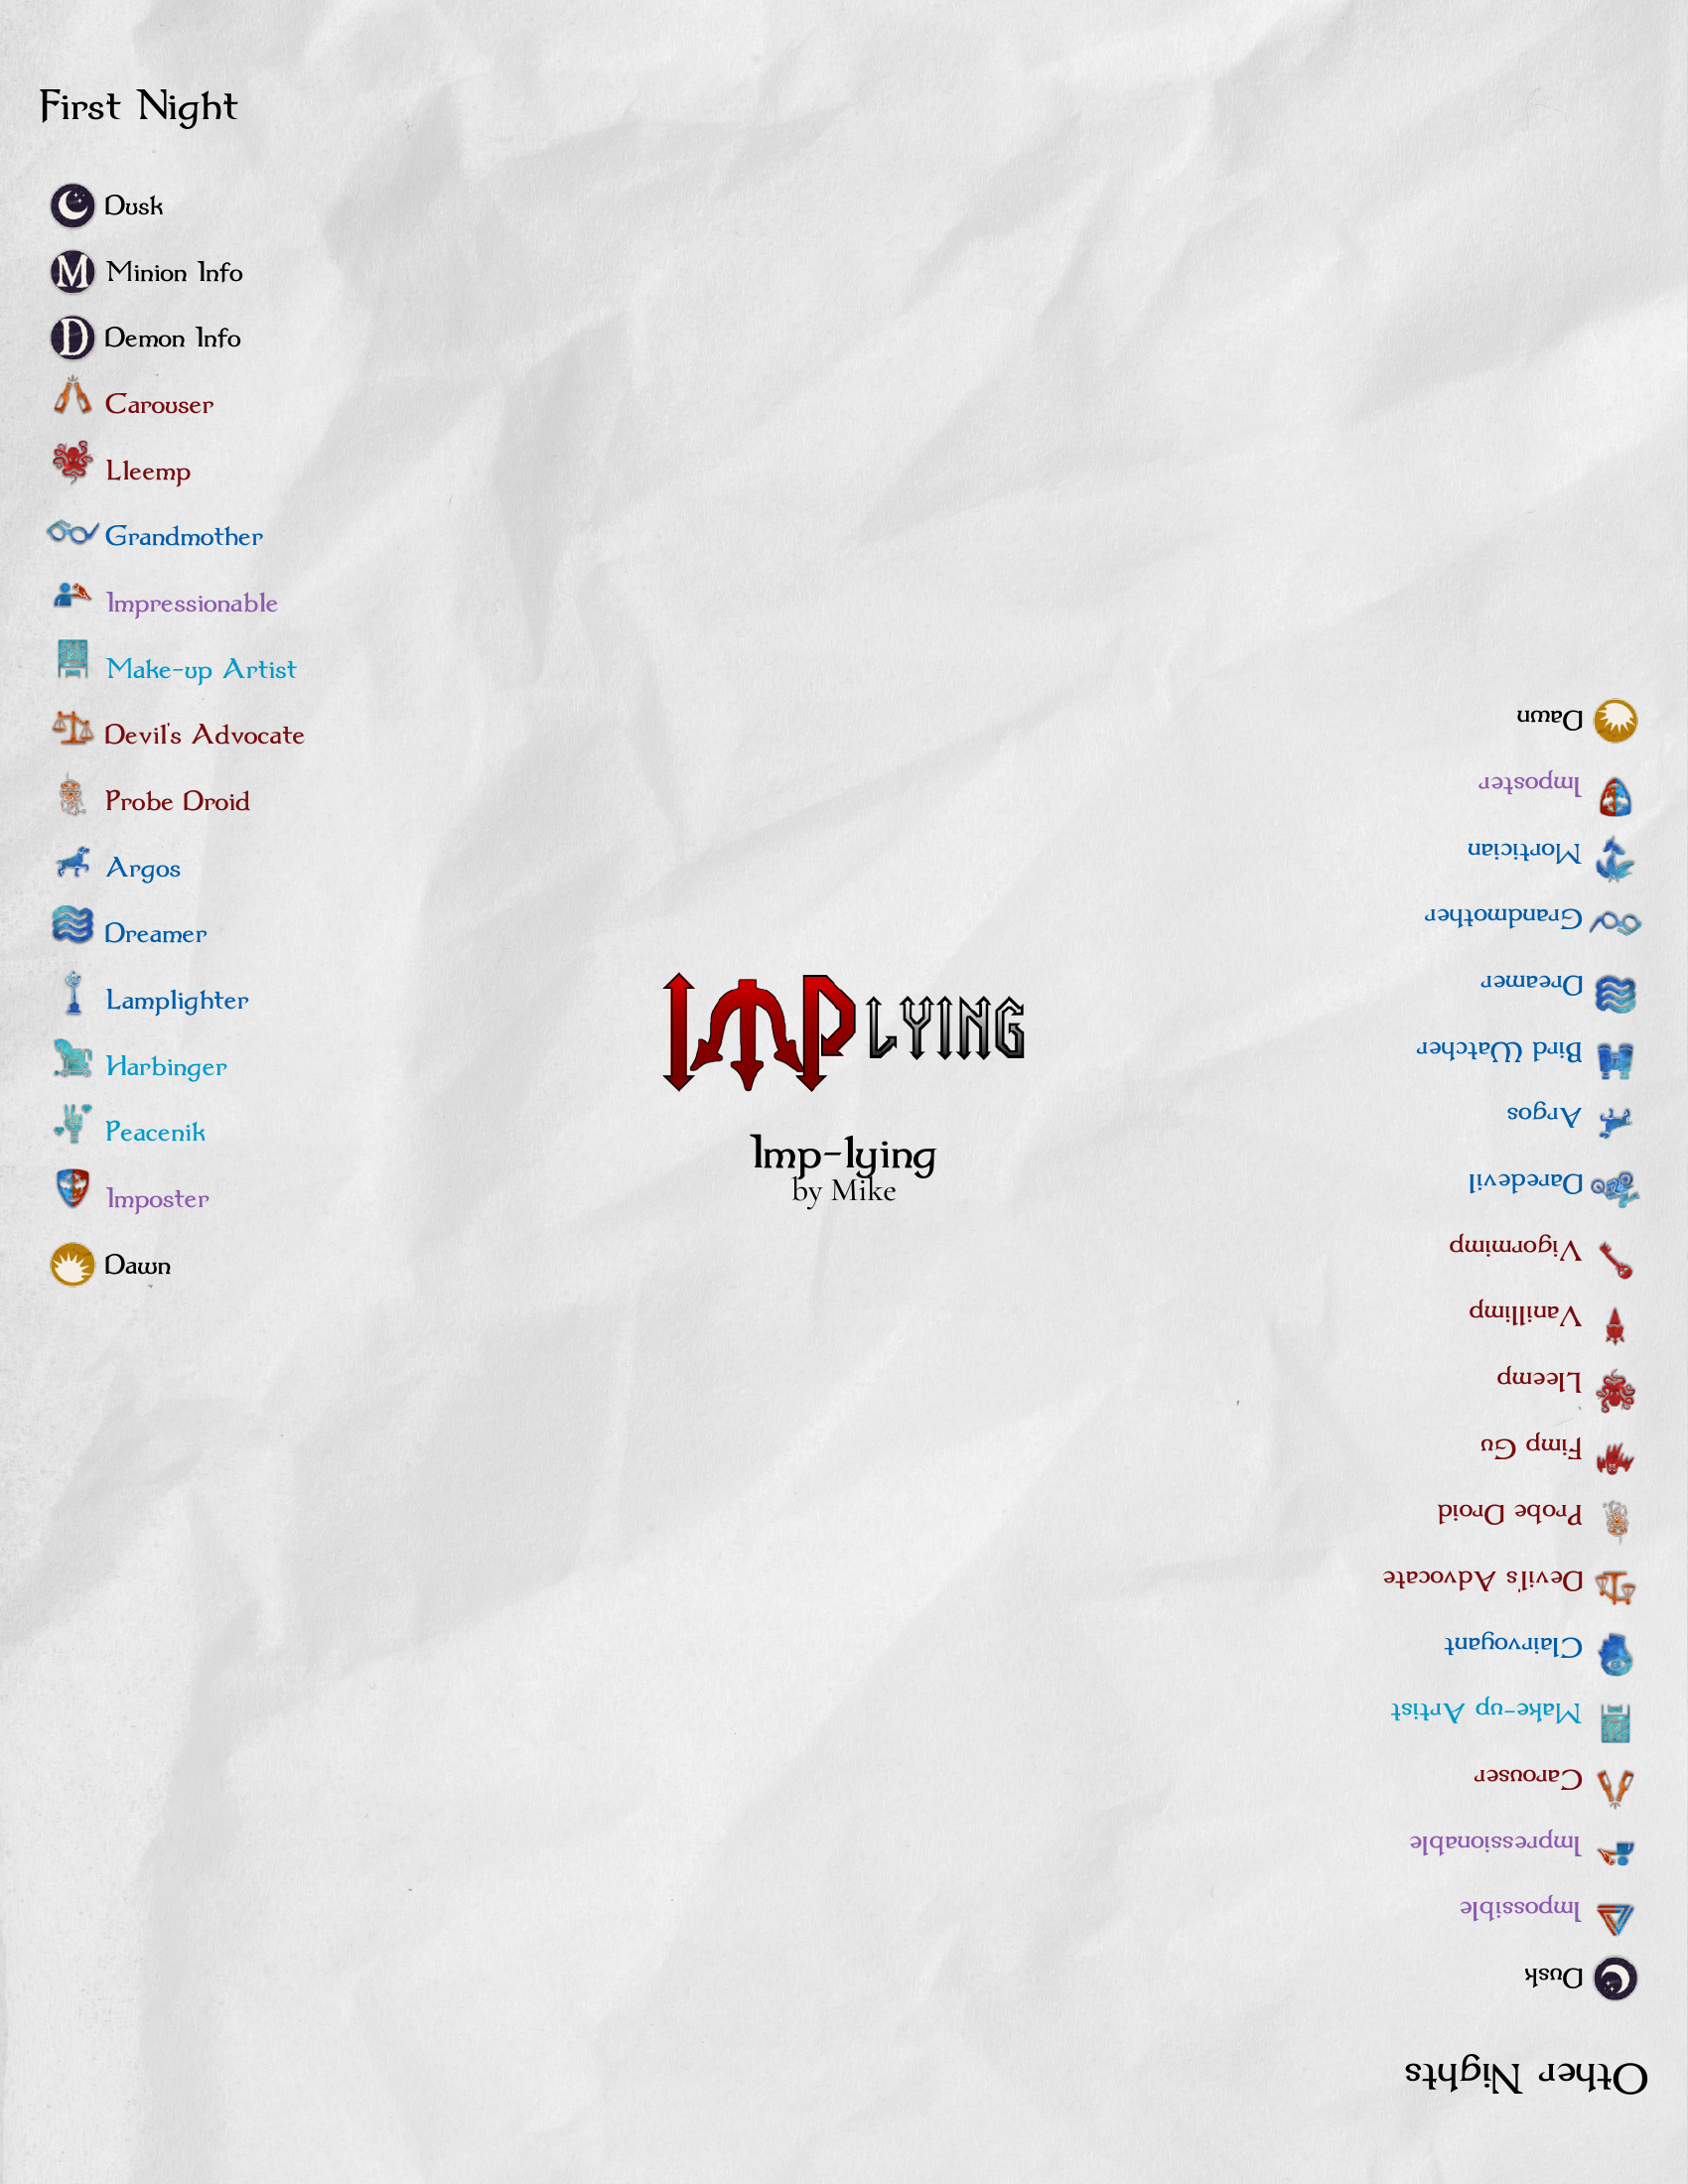 First Night
Dusk
M Minion Info
D Demon Info
Carouser
Lleemp
Grandmother
Impressionable
Make-up Artist
Devil's Advocate
Probe Droid
Argos
Dreamer
Lamplighter
Harbinger
Peacenik
Imposter
Dawn
IMP LYING
Imp-lying
by Mike
Other Nights
Dusk
Impossible
Impressionable
Carouser
Make-up Artist
Clairvoyant
Devil's Advocate
Probe Droid
Fimp Gu
Lleemp
Vanillimp
Vigormimp
Daredevil
Argos
Bird Watcher
Dreamer
Grandmother
Mortician
Imposter
Dawn